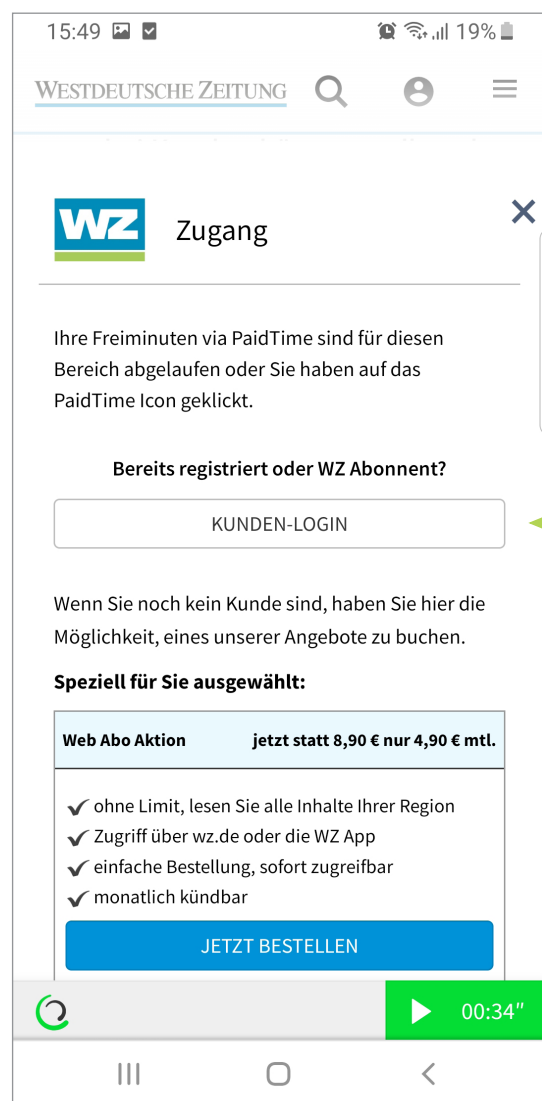 15:49
19%
WESTDEUTSCHE ZEITUNG
WZ
Zugang
Ihre Freiminuten via PaidTime sind für diesen
Bereich abgelaufen oder Sie haben auf das
PaidTime Icon geklickt.
Bereits registriert oder WZ Abonnent?
KUNDEN-LOGIN
Wenn Sie noch kein Kunde sind, haben Sie hier die
Möglichkeit, eines unserer Angebote zu buchen.
Speziell für Sie ausgewählt:
Web Abo Aktion jetzt statt 8,90 € nur 4,90 € mtl.
ohne Limit, lesen Sie alle Inhalte Ihrer Region
Zugriff über wz.de oder die WZ App
einfache Bestellung, sofort zugreifbar
monatlich kündbar
JETZT BESTELLEN
00:34"